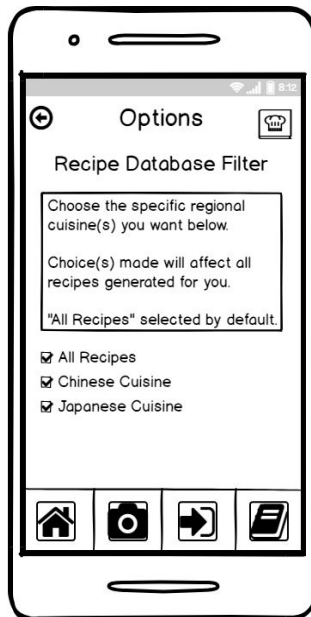 8:12
Options
Recipe Database Filter
Choose the specific regional
cuisine(s) you want below.
Choice(s) made will affect all
recipes generated for you.
"All Recipes" selected by default.
All Recipes
Chinese Cuisine
Japanese Cuisine